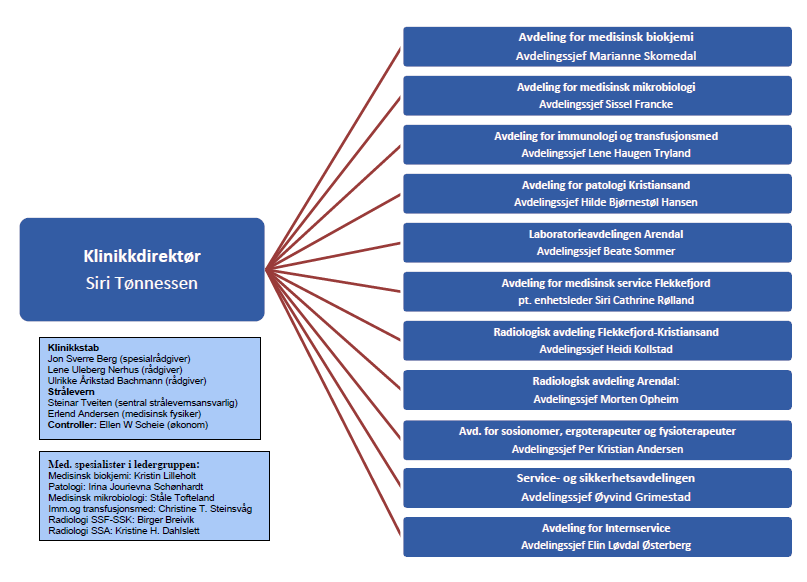 Klinikkdirektør
Siri Tønnessen
Klinikkstab
Jon Sverre Berg (spesialrådgiver)
Lene Uleberg Nerhus (rådgiver)
Ulrikke Årikstad Bachmann (rådgiver)
Strålevern
Steinar Tveiten (sentral strålevernsansvarlig)
Erlend Andersen (medisinsk fysiker)
Controller: Ellen W Scheie (økonom)
Med. spesialister i ledergruppen:
Medisinsk biokjemi: Kristin Lilleholt
Patologi: Irina Jourievna Schønhardt
Medisinsk mikrobiologi: Ståle Tofteland
Imm.og transfusjonsmed: Christine T. Steinsvåg
Radiologi SSF-SSK: Birger Breivik
Radiologi SSA: Kristine H. Dahlslett
Avdeling for medisinsk biokjemi
Avdelingssjef Marianne Skomedal
Avdeling for medisinsk mikrobiologi
Avdelingssjef Sissel Francke
Avdeling for immunologi og transfusjonsmed
Avdelingssjef Lene Haugen Tryland
Avdeling for patologi Kristiansand
Avdelingssjef Hilde Bjørnestøl Hansen
Laboratorieavdelingen Arendal
Avdelingssjef Beate Sommer
Avdeling for medisinsk service Flekkefjord
pt. enhetsleder Siri Cathrine Rølland
Radiologisk avdeling Flekkefjord-Kristiansand
Avdelingssjef Heidi Kollstad
Radiologisk avdeling Arendal:
Avdelingssjef Morten Opheim
Avd. for sosionomer, ergoterapeuter og fysioterapeuter
Avdelingssjef Per Kristian Andersen
Service- og sikkerhetsavdelingen
Avdelingssjef Øyvind Grimestad
Avdeling for Internservice
Avdelingssjef Elin Løvdal Østerberg